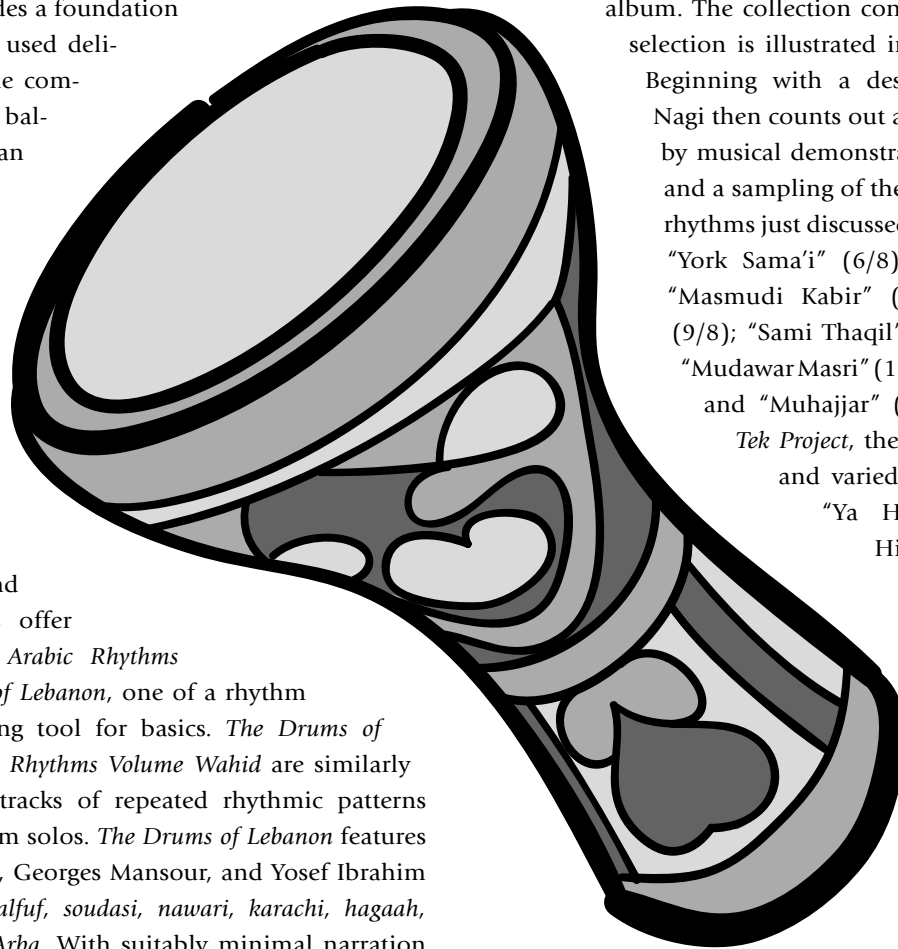 des a foundation
used deli-
e com-
bal-
an
nd
offer
Arabic Rhythms
of Lebanon, one of a rhythm
ng tool for basics. The Drums of
Rhythms Volume Wahid are similarly
tracks of repeated rhythmic patterns
m solos. The Drums of Lebanon features
, Georges Mansour, and Yosef Ibrahim
alfuf, soudasi, nawari, karachi, hagaah,
Arba. With suitably minimal narration
album. The collection con
selection is illustrated in
Beginning with a des
Nagi then counts out a
by musical demonstra
and a sampling of the
rhythms just discussed
“York Sama’i” (6/8)
“Masmudi Kabir” (
(9/8); “Sami Thaqil”
“Mudawar Masri” (1
and “Muhajjar” (
Tek Project, the
and varied
“Ya H
Hi